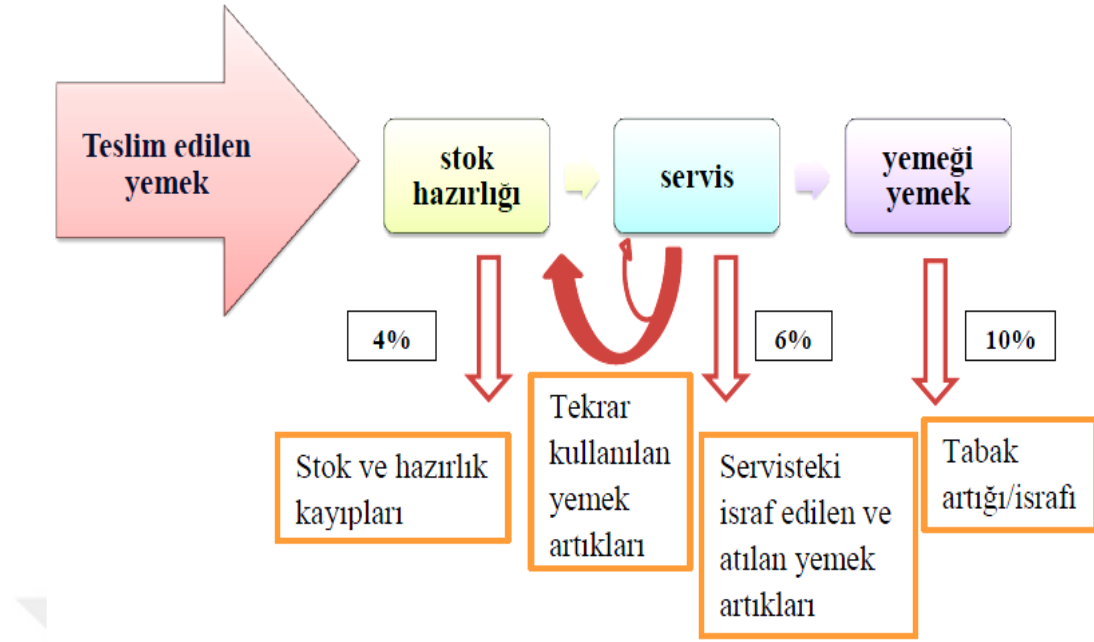 Teslim edilen
yemek
stok
hazırlığı
servis
yemeği
yemek
4%
6%
10%
Stok ve hazırlık
kayıpları
Tekrar
kullanılan
yemek
artıkları
Servisteki
israf edilen ve
atılan yemek
artıkları
Tabak
artığı/israfı